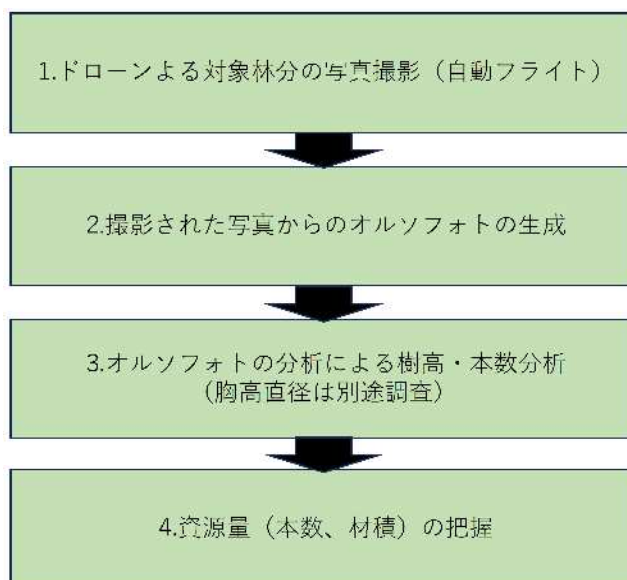 1.ドローンよる対象林分の写真撮影（自動フライト）
2.撮影された写真からのオルソフォトの生成
3.オルソフォトの分析による樹高・本数分析
（胸高直径は別途調査）
4.資源量（本数、材積）の把握